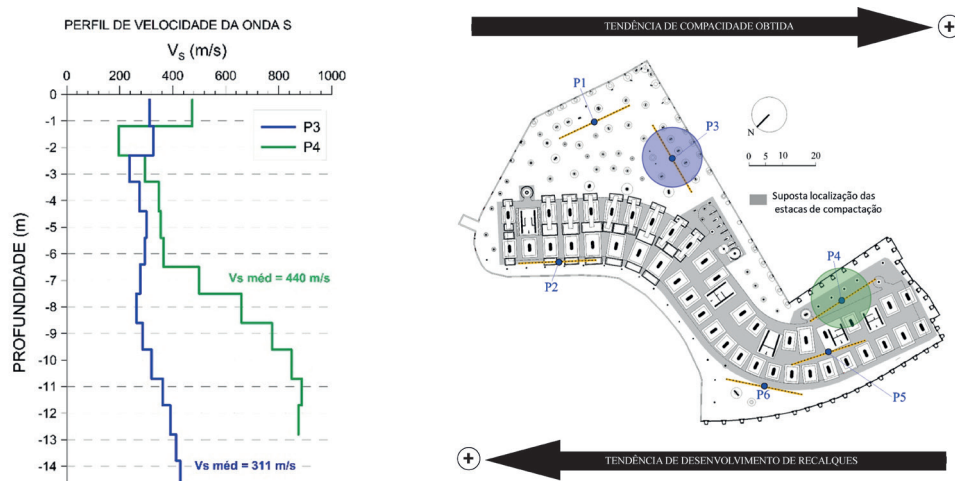 PERFIL DE VELOCIDADE DA ONDA S
Vs (m/s)
0 200 400 600 800 1000
PROFUNDIDADE (m)
0
-1
-2
-3
-4
-5
-6
-7
-8
-9
-10
-11
-12
-13
-14
P3
P4
Vs méd = 440 m/s
Vs méd = 311 m/s
TENDÊNCIA DE COMPACIDADE OBTIDA
+
P1
P3
N
0 5 10 20
Suposta localização das
estacas de compactação
P4
P2
P6
P5
+
TENDÊNCIA DE DESENVOLVIMENTO DE RECALQUES